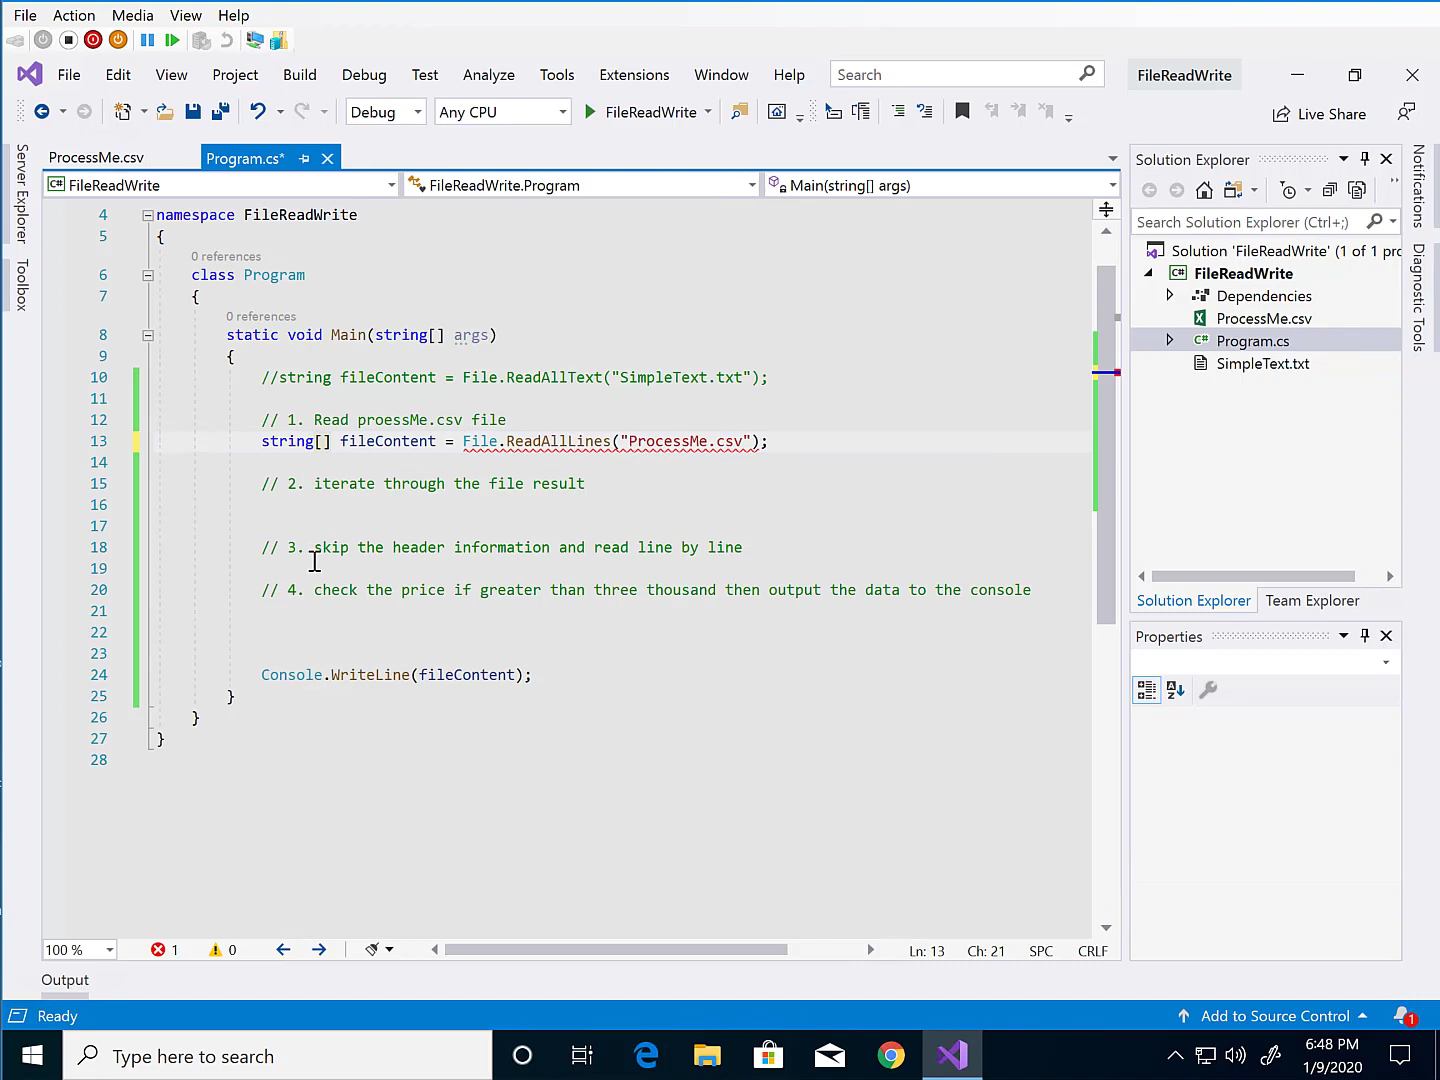 File Action Media View Help
File Edit View Project Build Debug Test Analyze Tools Extensions Window Help Search FileReadWrite
Debug Any CPU FileReadWrite Live Share
Server Explorer
Toolbox
ProcessMe.csv Program.cs*
FileReadWrite FileReadWrite.Program Main(string[] args)
4 namespace FileReadWrite
5 {
0 references
6 class Program
7 {
0 references
8 static void Main(string[] args)
9 {
10 //string fileContent = File.ReadAllText("SimpleText.txt");
11
12 // 1. Read proessMe.csv file
13 string[] fileContent = File.ReadAllLines("ProcessMe.csv");
14
15 // 2. iterate through the file result
16
17
18 // 3. skip the header information and read line by line
19
20 // 4. check the price if greater than three thousand then output the data to the console
21
22
23
24 Console.WriteLine(fileContent);
25 }
26 }
27 }
28
100 % 1 0 Ln: 13 Ch: 21 SPC CRLF
Output
Solution Explorer
Search Solution Explorer (Ctrl+;)
Solution 'FileReadWrite' (1 of 1 prc
FileReadWrite
Dependencies
ProcessMe.csv
Program.cs
SimpleText.txt
Solution Explorer Team Explorer
Properties
Notifications
Diagnostic Tools
Ready Add to Source Control 1
Type here to search
6:48 PM
1/9/2020